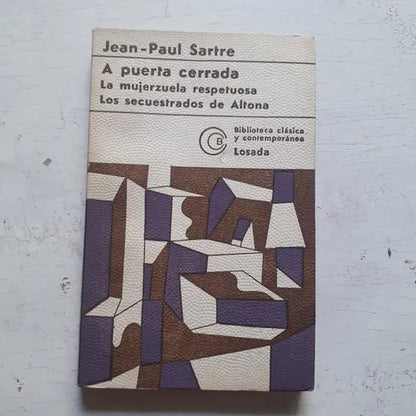 Jean-Paul Sartre
A puerta cerrada
La mujerzuela respetuosa
Los secuestrados de Altona
B
Biblioteca clásica
y contemporánea
Losada